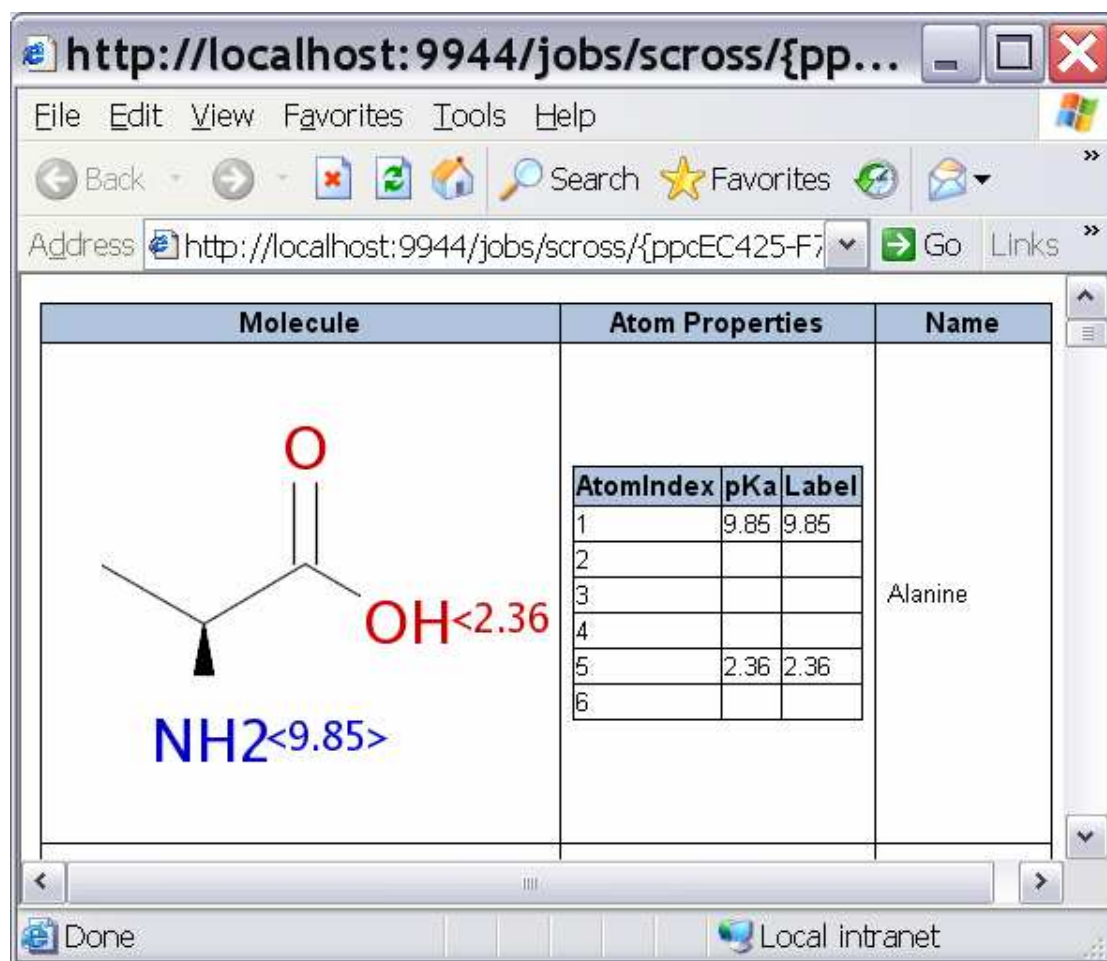 http://localhost:9944/jobs/scross/{pp...
File Edit View Favorites Tools Help
Back Search Favorites »
Address http://localhost:9944/jobs/scross/{ppcEC425-F7 Go Links »
Molecule Atom Properties Name
O
OH<2.36
NH2<9.85>
AtomIndex pKa Label
1 9.85 9.85
2
3
4
5 2.36 2.36
6
Alanine
Done Local intranet